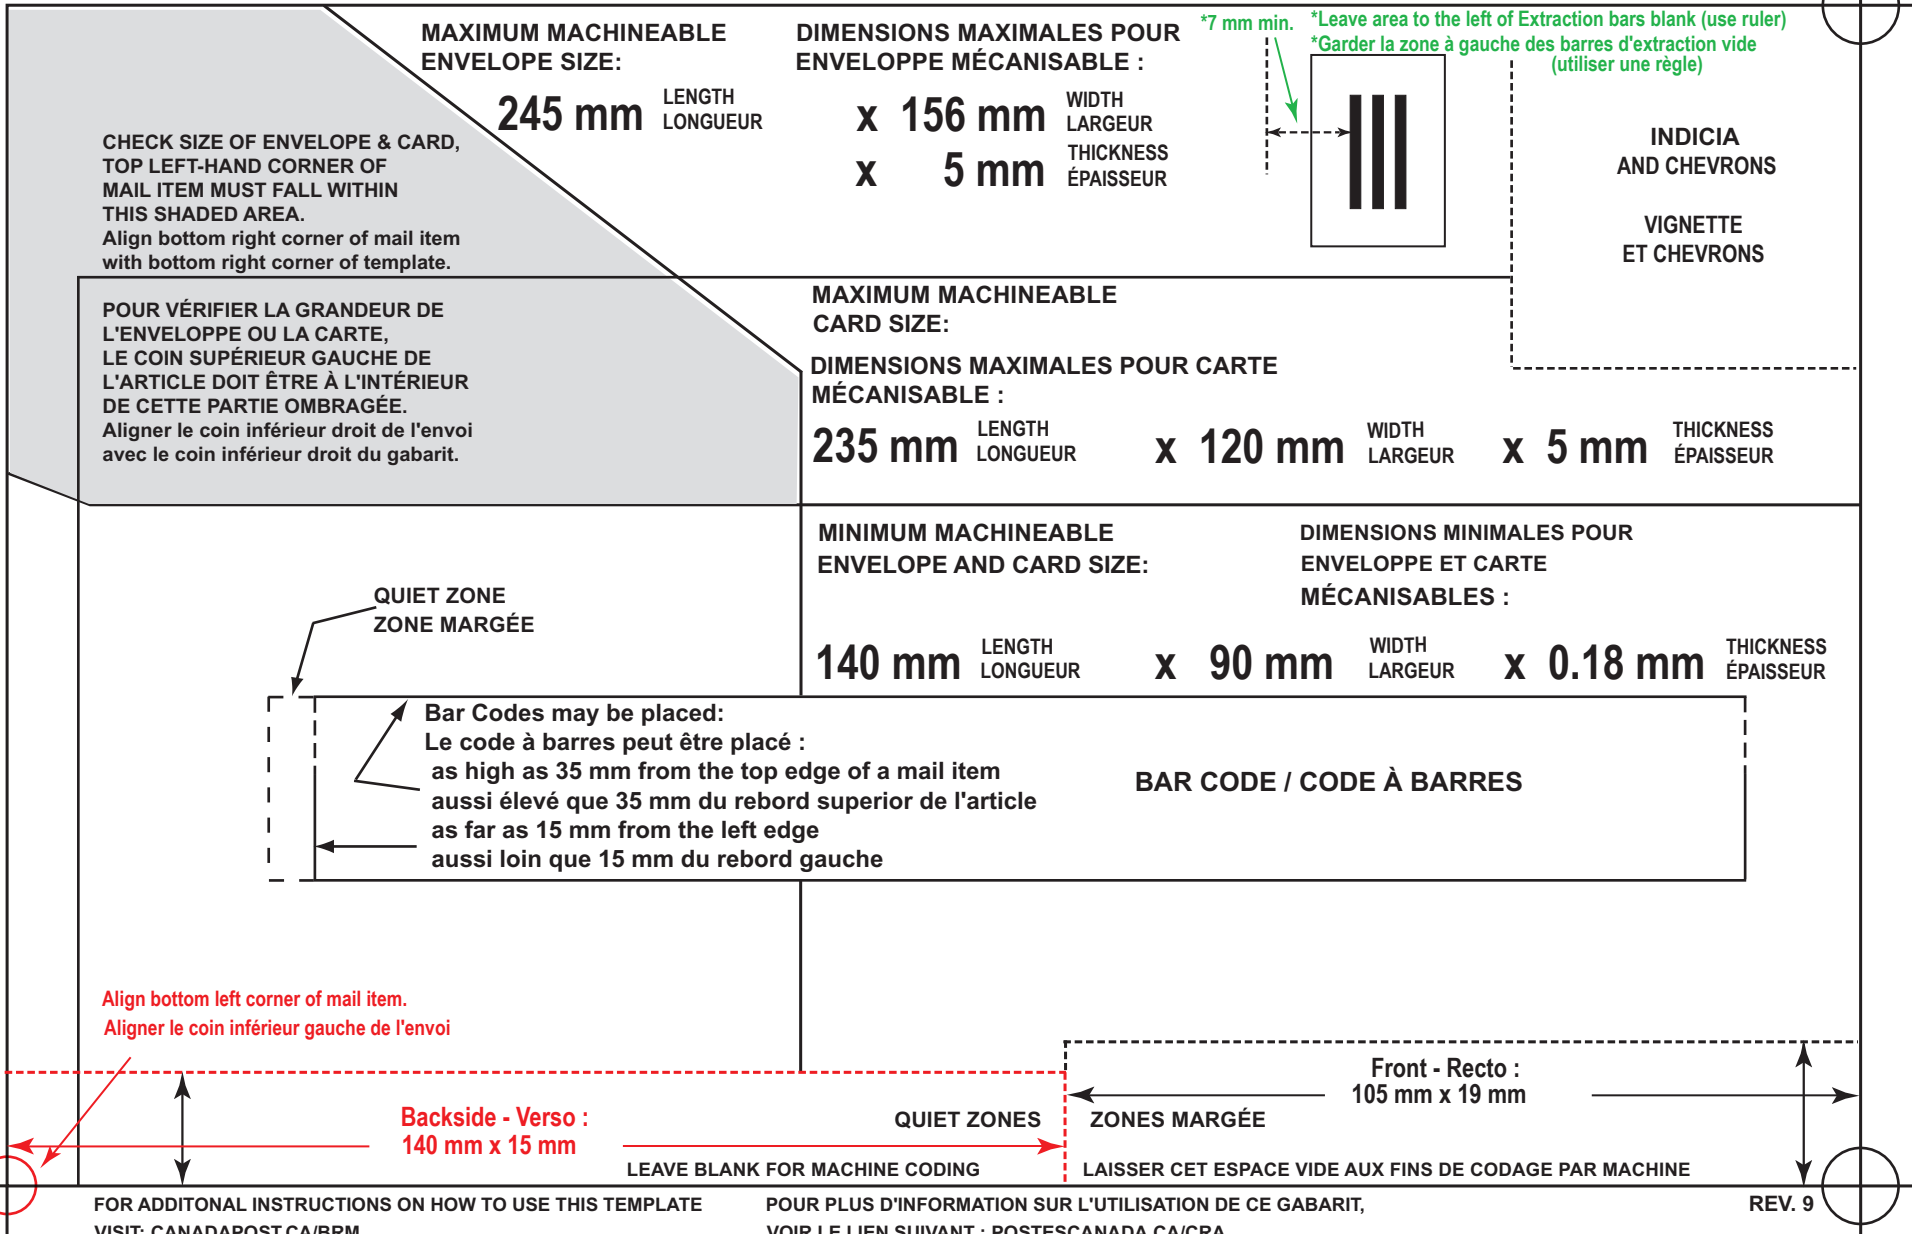 MAXIMUM MACHINEABLE
ENVELOPE SIZE:
245 mm
LENGTH
LONGUEUR
DIMENSIONS MAXIMALES POUR
ENVELOPPE MÉCANISABLE :
x 156 mm
WIDTH
LARGEUR
x 5 mm
THICKNESS
ÉPAISSEUR
*7 mm min.
*Leave area to the left of Extraction bars blank (use ruler)
*Garder la zone à gauche des barres d'extraction vide
(utiliser une règle)
INDICIA
AND CHEVRONS
VIGNETTE
ET CHEVRONS
CHECK SIZE OF ENVELOPE & CARD,
TOP LEFT-HAND CORNER OF
MAIL ITEM MUST FALL WITHIN
THIS SHADED AREA.
Align bottom right corner of mail item
with bottom right corner of template.
POUR VÉRIFIER LA GRANDEUR DE
L'ENVELOPPE OU LA CARTE,
LE COIN SUPÉRIEUR GAUCHE DE
L'ARTICLE DOIT ÊTRE À L'INTÉRIEUR
DE CETTE PARTIE OMBRAGÉE.
Aligner le coin inférieur droit de l'envoi
avec le coin inférieur droit du gabarit.
MAXIMUM MACHINEABLE
CARD SIZE:
DIMENSIONS MAXIMALES POUR CARTE
MÉCANISABLE :
235 mm
LENGTH
LONGUEUR
x 120 mm
WIDTH
LARGEUR
x 5 mm
THICKNESS
ÉPAISSEUR
MINIMUM MACHINEABLE
ENVELOPE AND CARD SIZE:
DIMENSIONS MINIMALES POUR
ENVELOPPE ET CARTE
MÉCANISABLES :
140 mm
LENGTH
LONGUEUR
x 90 mm
WIDTH
LARGEUR
x 0.18 mm
THICKNESS
ÉPAISSEUR
QUIET ZONE
ZONE MARGÉE
Bar Codes may be placed:
Le code à barres peut être placé :
as high as 35 mm from the top edge of a mail item
aussi élevé que 35 mm du rebord superior de l'article
as far as 15 mm from the left edge
aussi loin que 15 mm du rebord gauche
BAR CODE / CODE À BARRES
Align bottom left corner of mail item.
Aligner le coin inférieur gauche de l'envoi
Backside - Verso :
140 mm x 15 mm
QUIET ZONES
ZONES MARGÉE
Front - Recto :
105 mm x 19 mm
LEAVE BLANK FOR MACHINE CODING
LAISSER CET ESPACE VIDE AUX FINS DE CODAGE PAR MACHINE
FOR ADDITONAL INSTRUCTIONS ON HOW TO USE THIS TEMPLATE
VISIT: CANADAPOST.CA/BRM
POUR PLUS D'INFORMATION SUR L'UTILISATION DE CE GABARIT,
VOIR LE LIEN SUIVANT : POSTESCANADA.CA/CRA
REV. 9